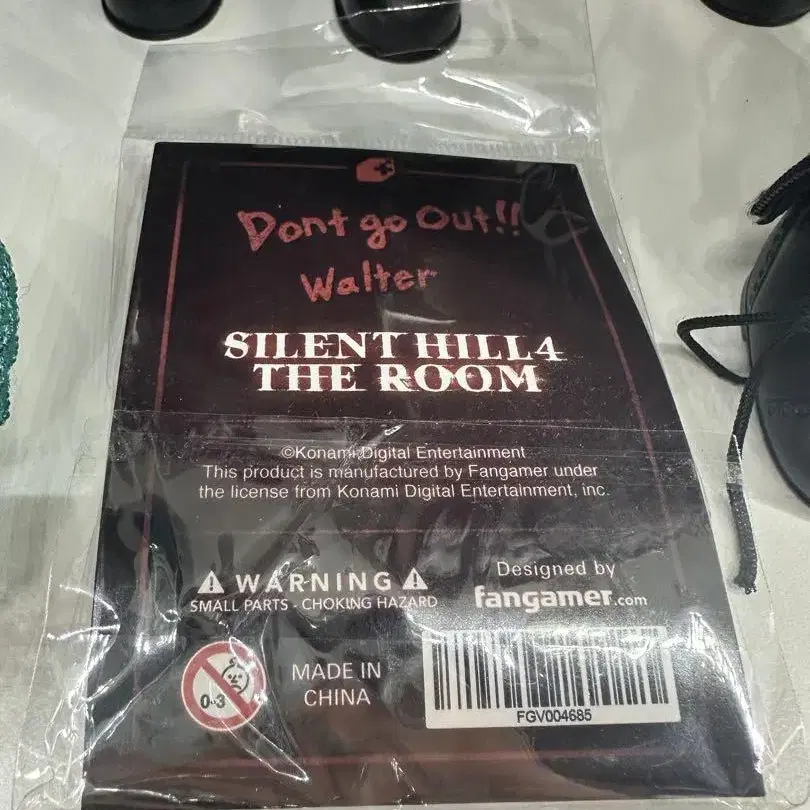 Dont go Out!!
Walter
SILENT HILL 4
THE ROOM
©Konami Digital Entertainment
This product is manufactured by Fangamer under
the license from Konami Digital Entertainment, inc.
WARNING
SMALL PARTS - CHOKING HAZARD
Designed by
fangamer.com
0-3
MADE IN
CHINA
FGV004685